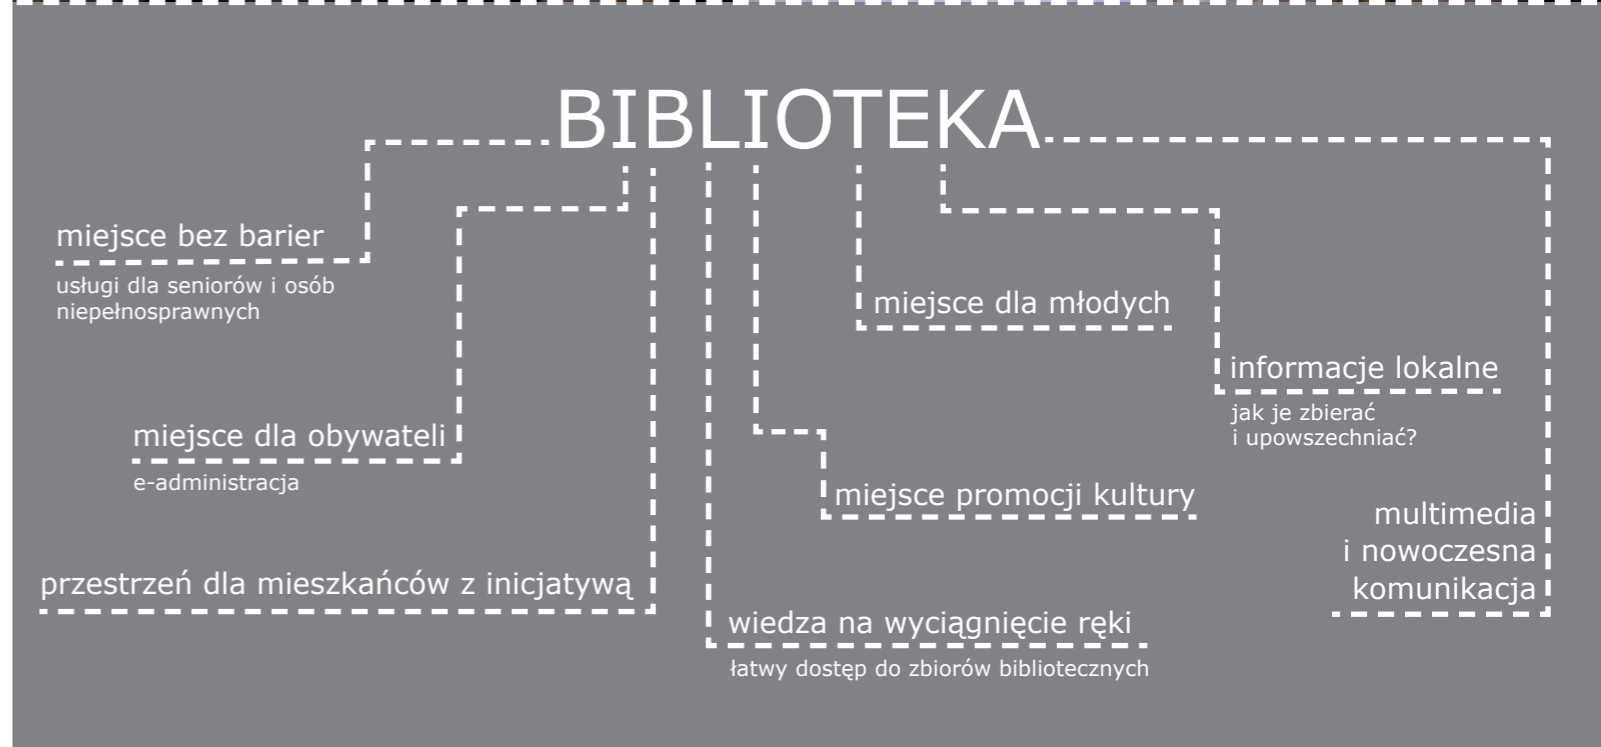 BIBLIOTEKA
miejsce bez barier
usługi dla seniorów i osób
niepełnosprawnych
miejsce dla obywateli
e-administracja
przestrzeń dla mieszkańców z inicjatywą
wiedza na wyciągnięcie ręki
łatwy dostęp do zbiorów bibliotecznych
miejsce promocji kultury
miejsce dla młodych
informacje lokalne
jak je zbierać
i upowszechniać?
multimedia
i nowoczesna
komunikacja